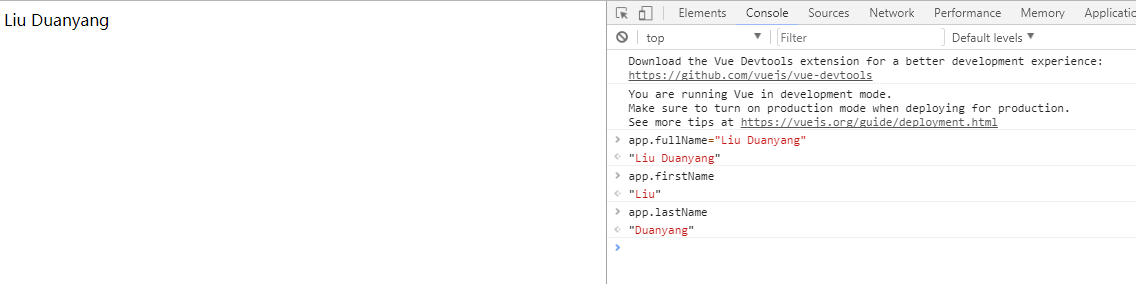 Liu Duanyang
Elements Console Sources Network Performance Memory Applicatio
top Filter Default levels
Download the Vue Devtools extension for a better development experience:
https://github.com/vuejs/vue-devtools
You are running Vue in development mode.
Make sure to turn on production mode when deploying for production.
See more tips at https://vuejs.org/guide/deployment.html
app.fullName="Liu Duanyang"
"Liu Duanyang"
app.firstName
"Liu"
app.lastName
"Duanyang"